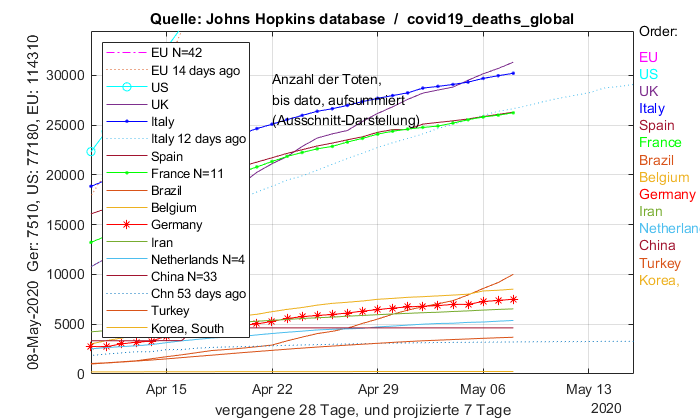 Quelle: Johns Hopkins database / covid19_deaths_global
08-May-2020 Ger: 7510, US: 77180, EU: 114310
30000
25000
20000
15000
10000
5000
0
EU N=42
EU 14 days ago
US
UK
Italy
Italy 12 days ago
Spain
France N=11
Brazil
Belgium
Germany
Iran
Netherlands N=4
China N=33
Chn 53 days ago
Turkey
Korea, South
Anzahl der Toten,
bis dato, aufsummiert
(Ausschnitt-Darstellung)
Order:
EU
US
UK
Italy
Spain
France
Brazil
Belgium
Germany
Iran
Netherlan
China
Turkey
Korea,
Apr 15
Apr 22
Apr 29
May 06
May 13
2020
vergangene 28 Tage, und projizierte 7 Tage